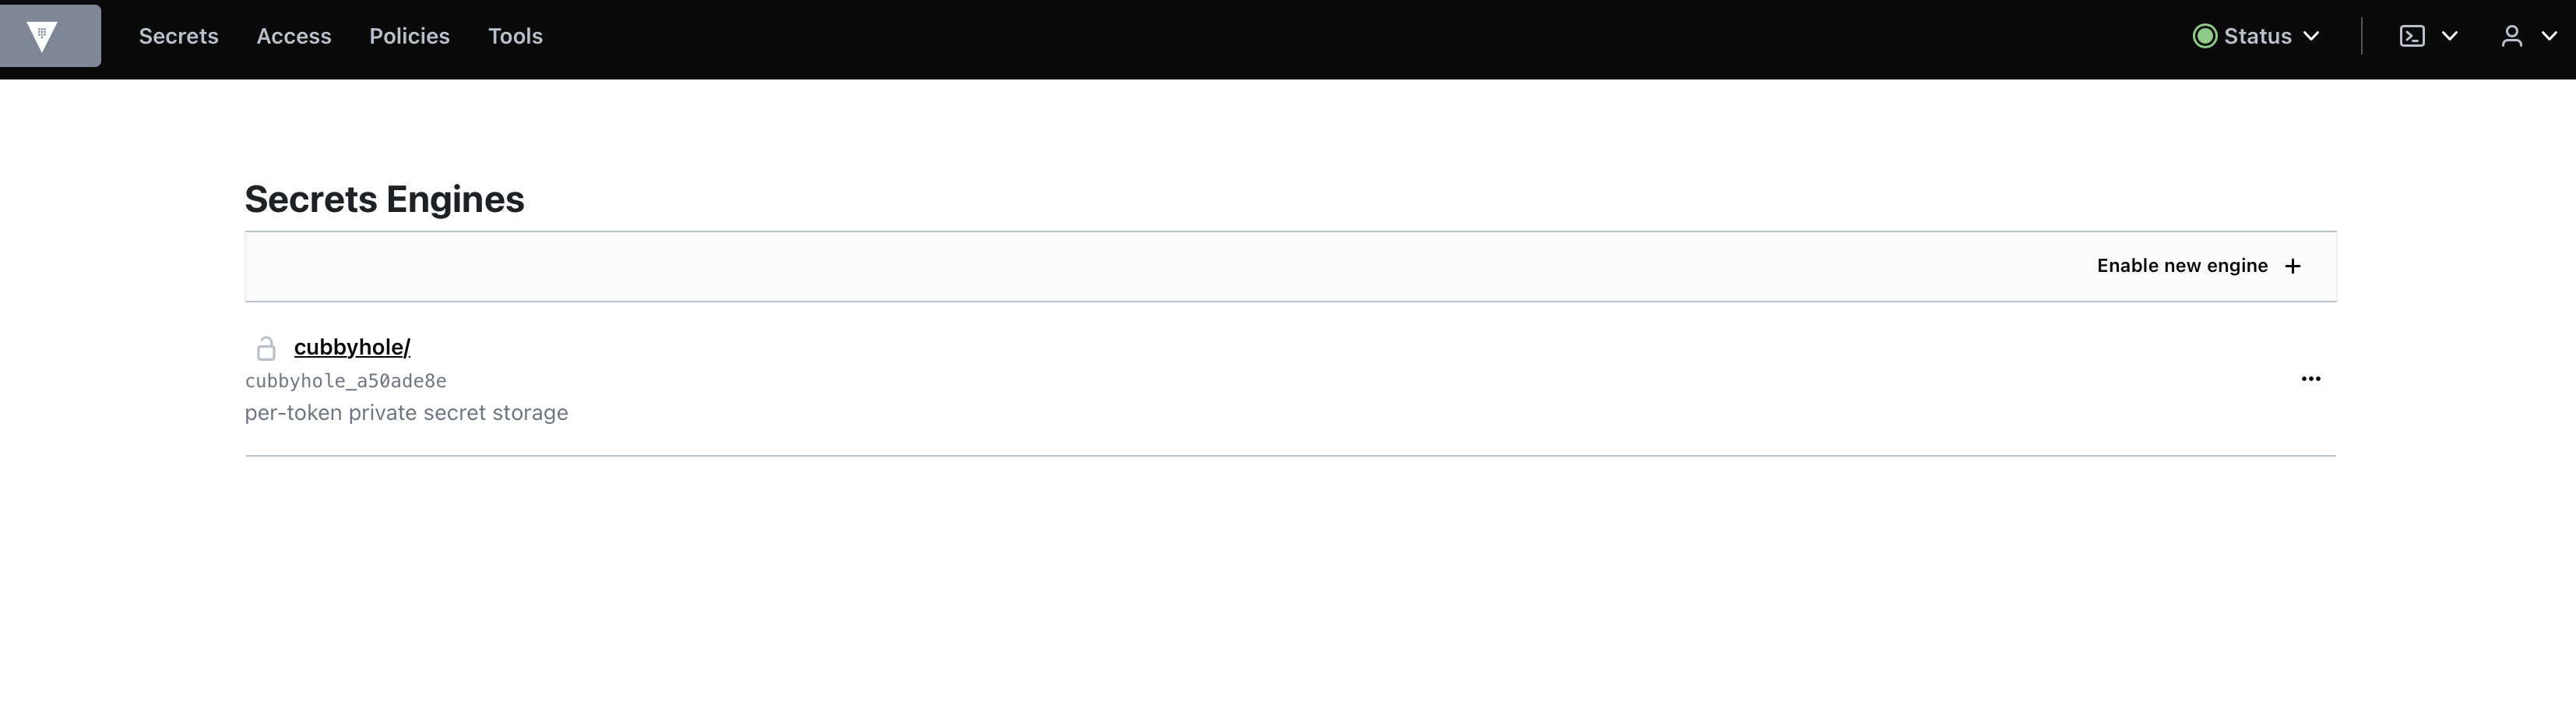 Secrets Access Policies Tools Status
Secrets Engines
Enable new engine
cubbyhole/
cubbyhole_a50ade8e
per-token private secret storage